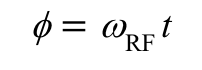 ϕ = ω_RF t